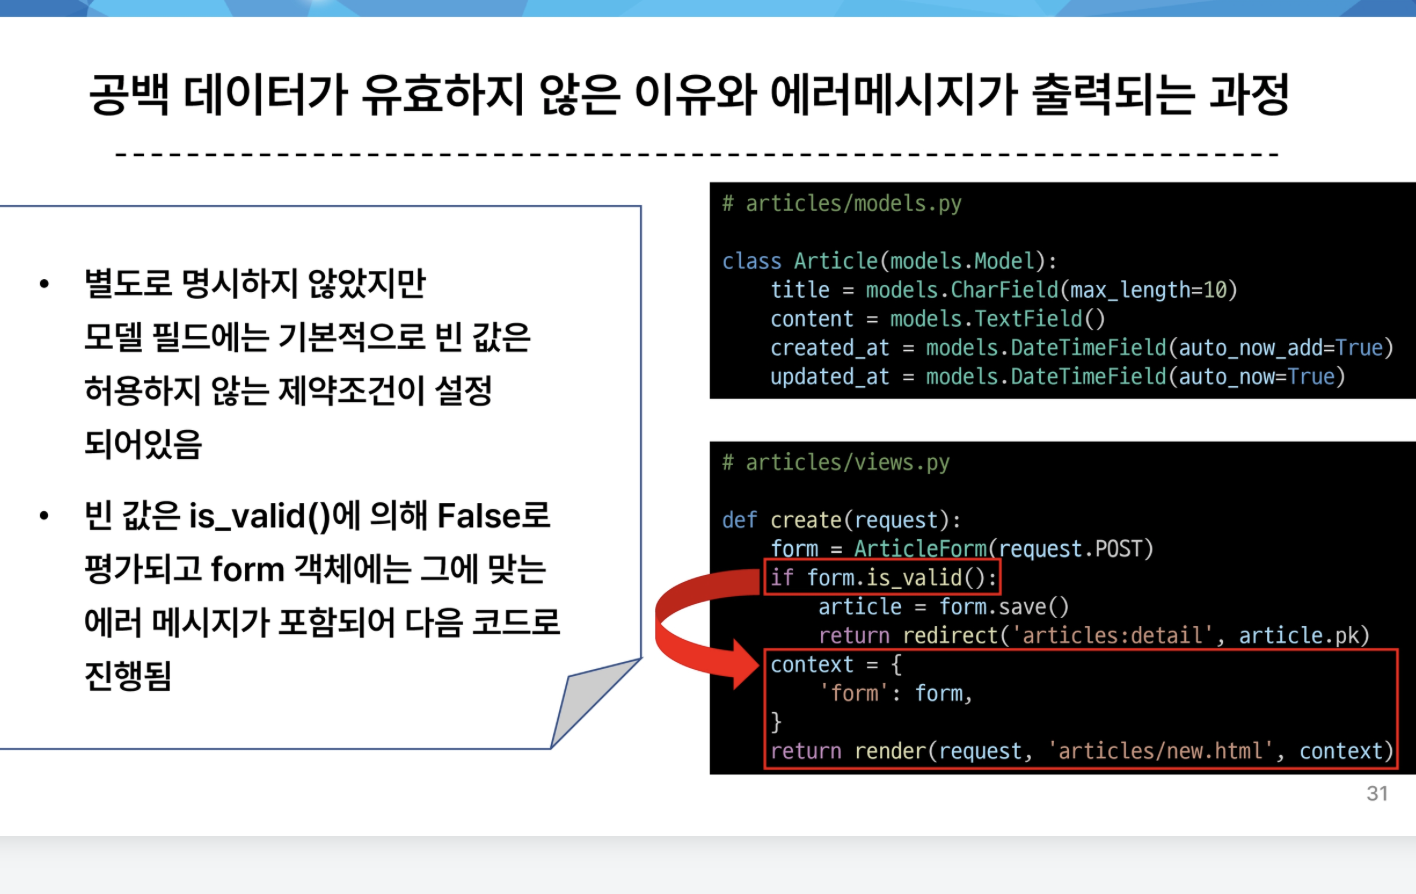 공백 데이터가 유효하지 않은 이유와 에러메시지가 출력되는 과정
• 별도로 명시하지 않았지만
모델 필드에는 기본적으로 빈 값은
허용하지 않는 제약조건이 설정
되어있음
• 빈 값은 is_valid()에 의해 False로
평가되고 form 객체에는 그에 맞는
에러 메시지가 포함되어 다음 코드로
진행됨
# articles/models.py
class Article(models.Model):
    title = models.CharField(max_length=10)
    content = models.TextField()
    created_at = models.DateTimeField(auto_now_add=True)
    updated_at = models.DateTimeField(auto_now=True)
# articles/views.py
def create(request):
    form = ArticleForm(request.POST)
    if form.is_valid():
        article = form.save()
        return redirect('articles:detail', article.pk)
    context = {
        'form': form,
    }
    return render(request, 'articles/new.html', context)
31